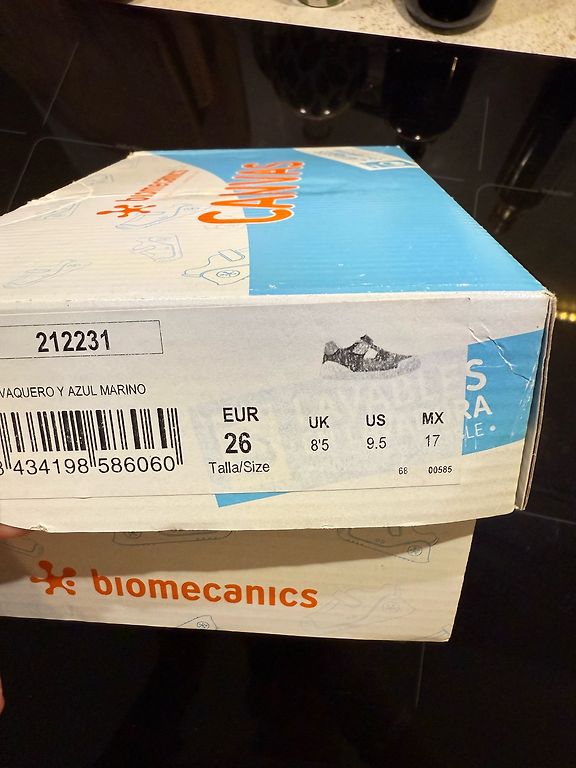 biomecanics
CANVAS
212231
VAQUERO Y AZUL MARINO
8 434198 586060
EUR
26
Talla/Size
UK
8'5
US
9.5
MX
17
68 00585
biomecanics